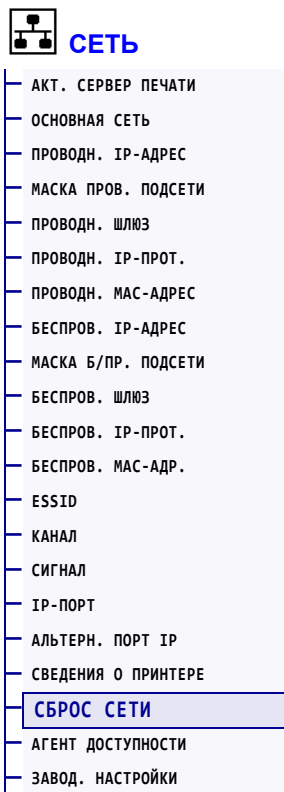 СЕТЬ
АКТ. СЕРВЕР ПЕЧАТИ
ОСНОВНАЯ СЕТЬ
ПРОВОДН. IP-АДРЕС
МАСКА ПРОВ. ПОДСЕТИ
ПРОВОДН. ШЛЮЗ
ПРОВОДН. IP-ПРОТ.
ПРОВОДН. MAC-АДРЕС
БЕСПРОВ. IP-АДРЕС
МАСКА Б/ПР. ПОДСЕТИ
БЕСПРОВ. ШЛЮЗ
БЕСПРОВ. IP-ПРОТ.
БЕСПРОВ. MAC-АДР.
ESSID
КАНАЛ
СИГНАЛ
IP-ПОРТ
АЛЬТЕРН. ПОРТ IP
СВЕДЕНИЯ О ПРИНТЕРЕ
СБРОС СЕТИ
АГЕНТ ДОСТУПНОСТИ
ЗАВОД. НАСТРОЙКИ